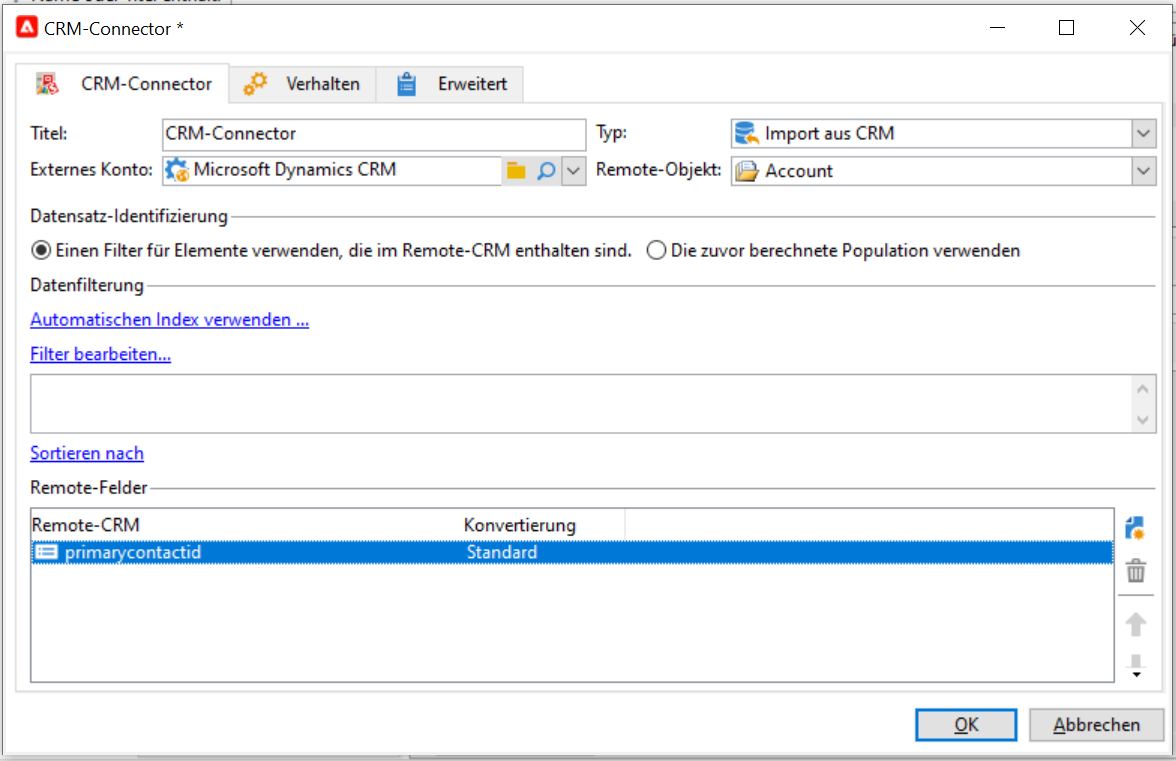 CRM-Connector *
CRM-Connector Verhalten Erweitert
Titel: CRM-Connector Typ: Import aus CRM
Externes Konto: Microsoft Dynamics CRM Remote-Objekt: Account
Datensatz-Identifizierung
Einen Filter für Elemente verwenden, die im Remote-CRM enthalten sind. Die zuvor berechnete Population verwenden
Datenfilterung
Automatischen Index verwenden ...
Filter bearbeiten...
Sortieren nach
Remote-Felder
Remote-CRM Konvertierung
primarycontactid Standard
OK Abbrechen